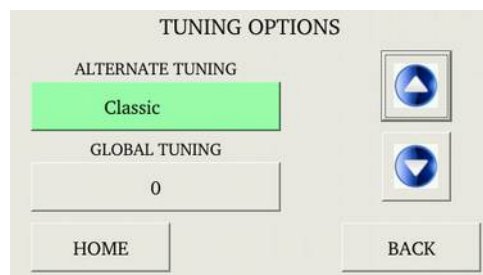 TUNING OPTIONS
ALTERNATE TUNING
Classic
GLOBAL TUNING
0
HOME
BACK